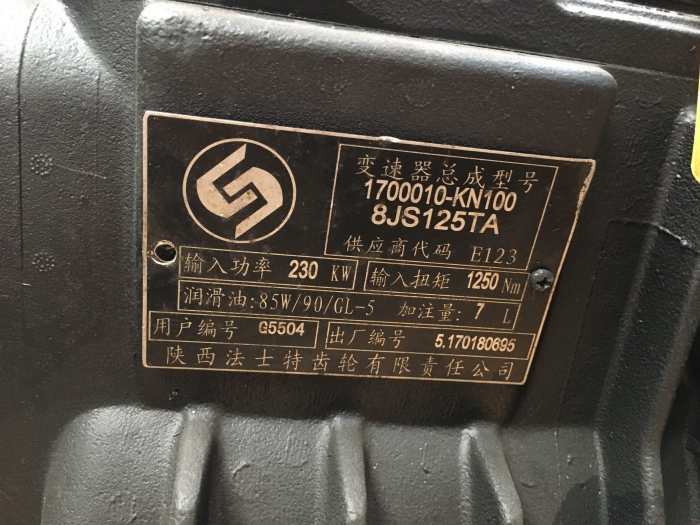 变速器总成型号
1700010-KN100
8JS125TA
供应商代码 E123
输入功率 230 KW 输入扭矩 1250 Nm
润滑油:85W/90/GL-5 加注量: 7 L
用户编号 G5504 出厂编号 5.170180695
陕西法士特齿轮有限责任公司